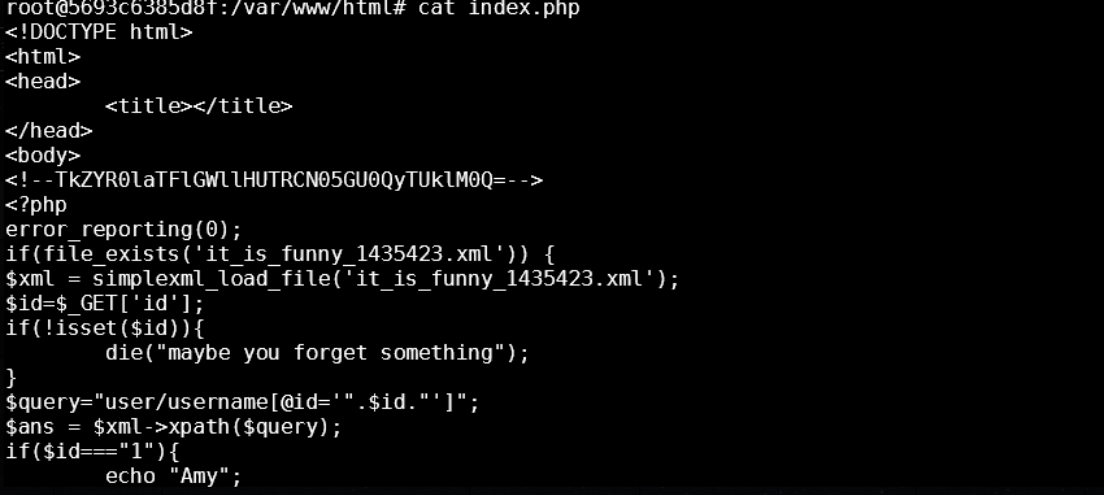 root@5693c6385d8f:/var/www/html# cat index.php
<!DOCTYPE html>
<html>
<head>
        <title></title>
</head>
<body>
<!--TkZYR0laTFlGWllHUTRCN05GU0QyTUklM0Q=-->
<?php
error_reporting(0);
if(file_exists('it_is_funny_1435423.xml')) {
$xml = simplexml_load_file('it_is_funny_1435423.xml');
$id=$_GET['id'];
if(!isset($id)){
        die("maybe you forget something");
}
$query="user/username[@id='".$id."']";
$ans = $xml->xpath($query);
if($id==="1"){
        echo "Amy";